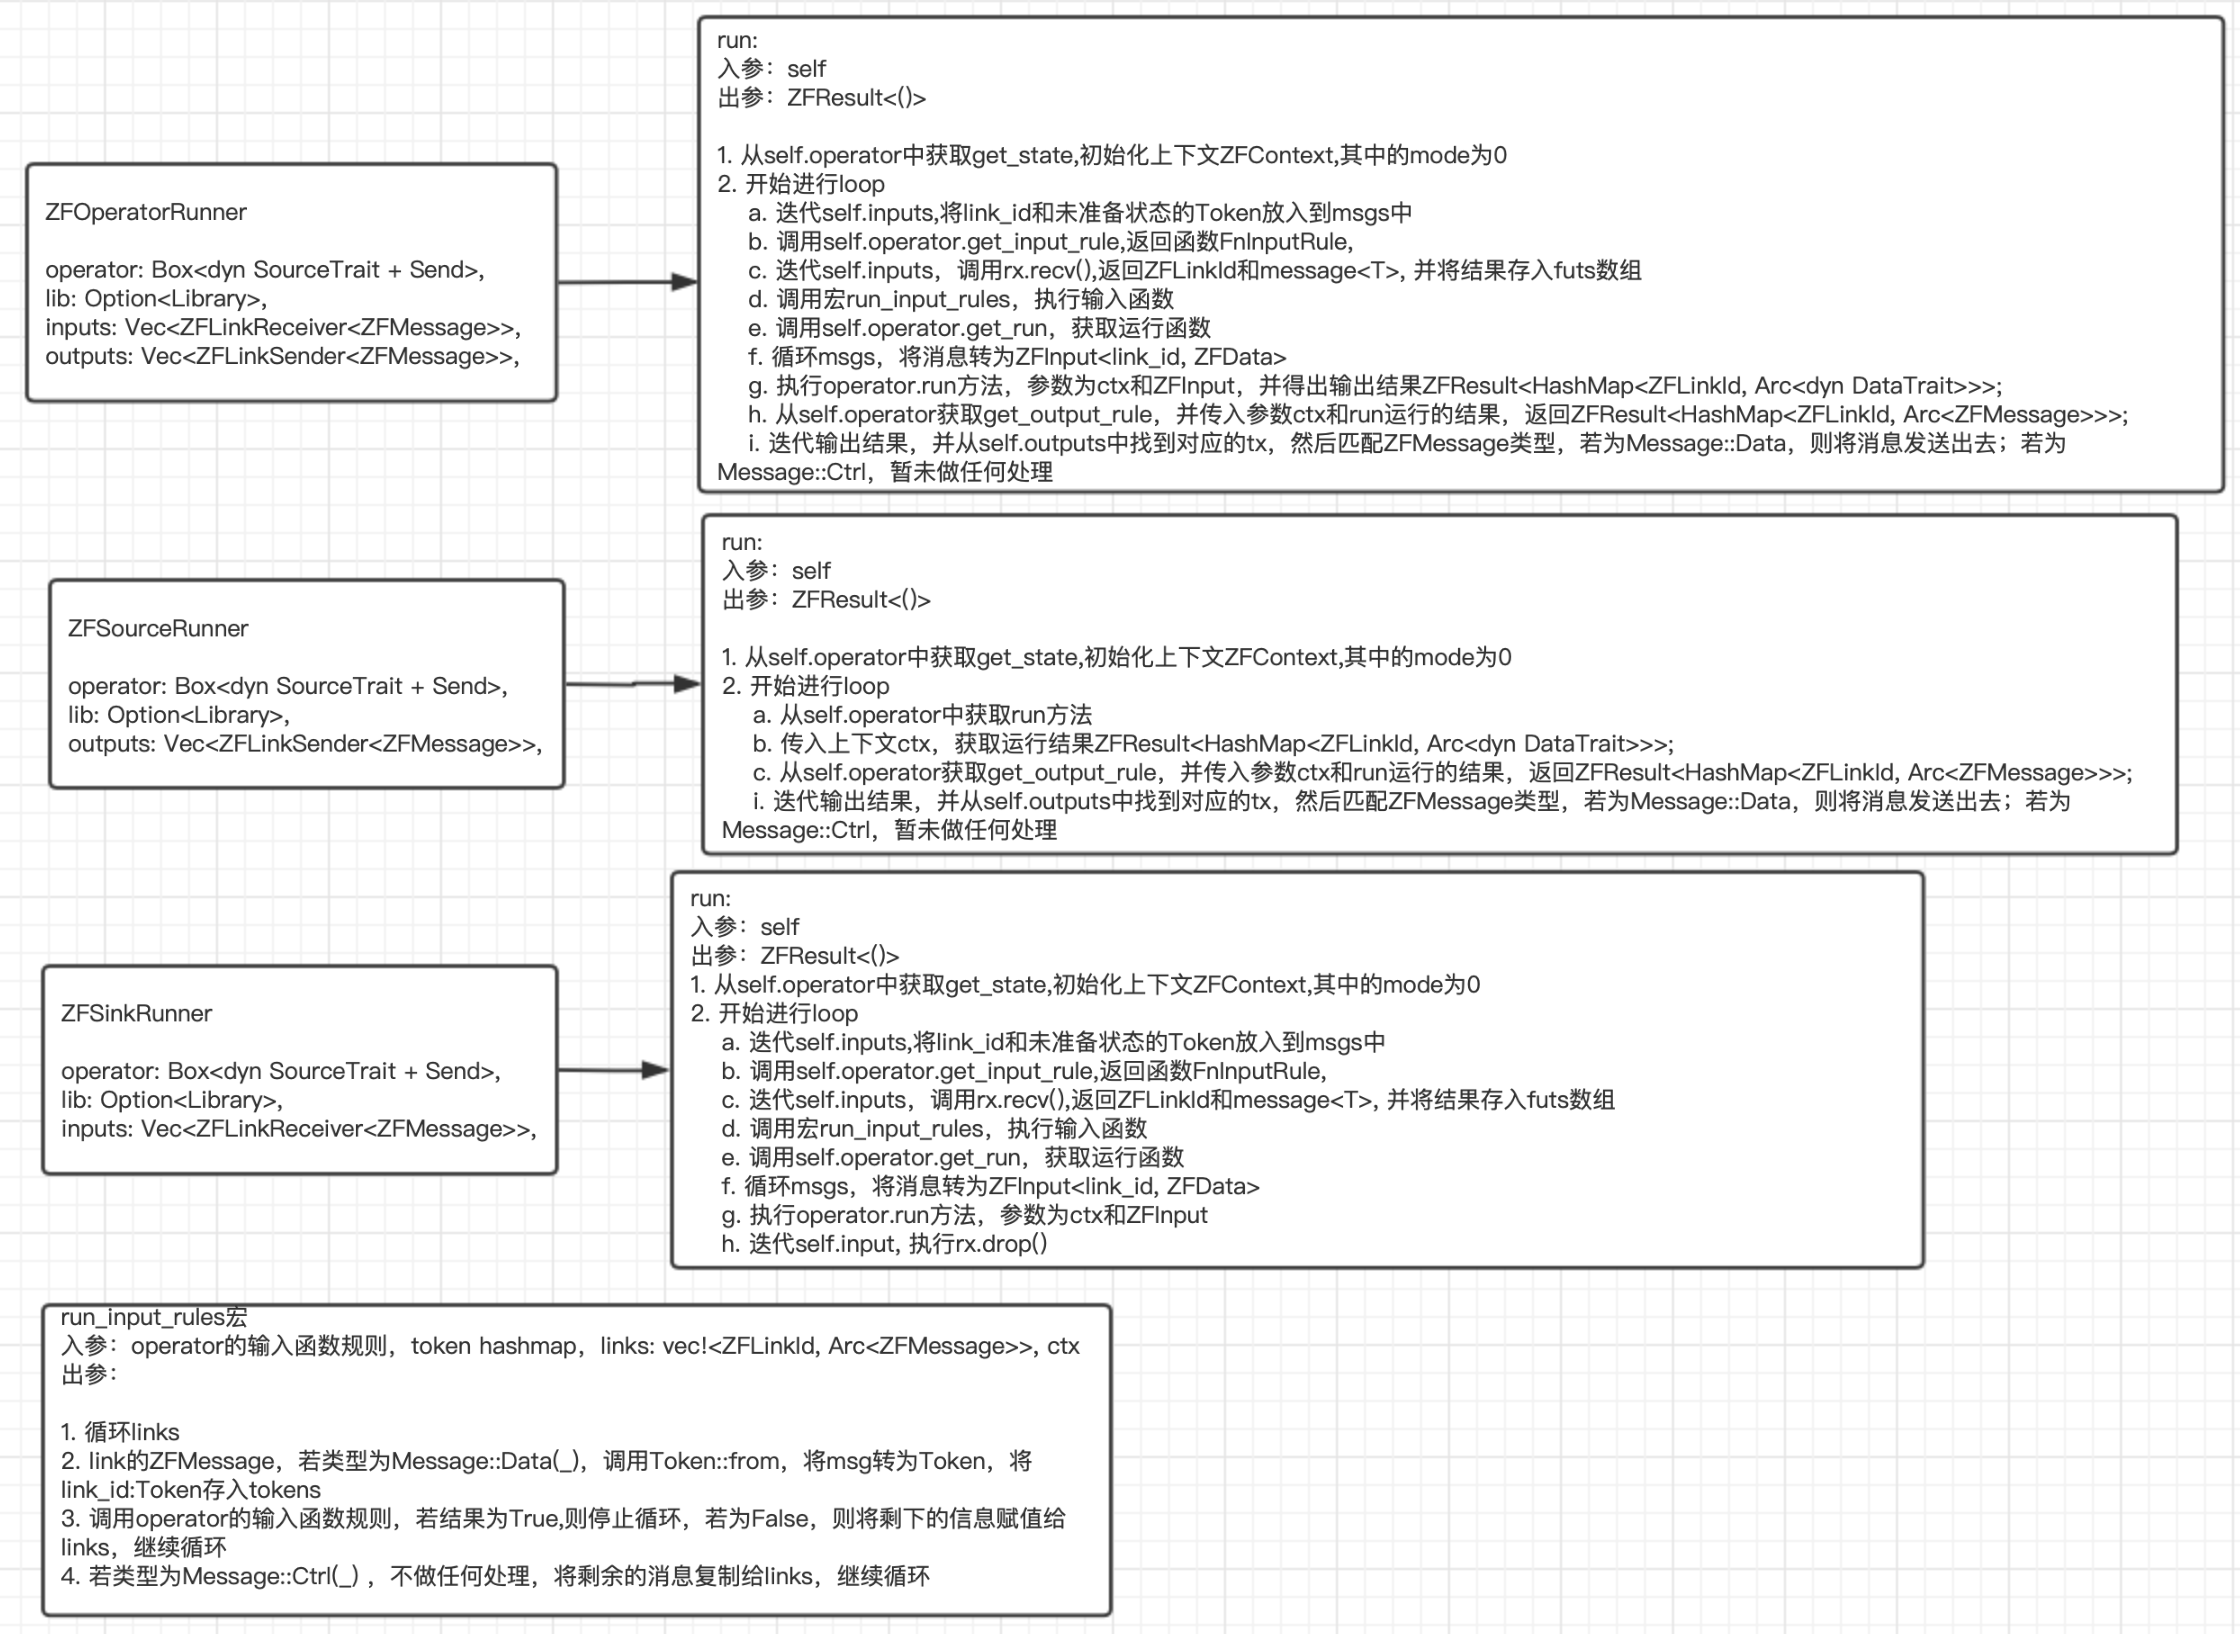 ZFOperatorRunner
operator: Box<dyn SourceTrait + Send>,
lib: Option<Library>,
inputs: Vec<ZFLinkReceiver<ZFMessage>>,
outputs: Vec<ZFLinkSender<ZFMessage>>,
run:
入参：self
出参：ZFResult<()>
1. 从self.operator中获取get_state,初始化上下文ZFContext,其中的mode为0
2. 开始进行loop
a. 迭代self.inputs,将link_id和未准备状态的Token放入到msgs中
b. 调用self.operator.get_input_rule,返回函数FnInputRule,
c. 迭代self.inputs，调用rx.recv(),返回ZFLinkId和message<T>, 并将结果存入futs数组
d. 调用宏run_input_rules，执行输入函数
e. 调用self.operator.get_run，获取运行函数
f. 循环msgs，将消息转为ZFInput<link_id, ZFData>
g. 执行operator.run方法，参数为ctx和ZFInput，并得出输出结果ZFResult<HashMap<ZFLinkId, Arc<dyn DataTrait>>>;
h. 从self.operator获取get_output_rule，并传入参数ctx和run运行的结果，返回ZFResult<HashMap<ZFLinkId, Arc<ZFMessage>>>;
i. 迭代输出结果，并从self.outputs中找到对应的tx，然后匹配ZFMessage类型，若为Message::Data，则将消息发送出去；若为
Message::Ctrl，暂未做任何处理
ZFSourceRunner
operator: Box<dyn SourceTrait + Send>,
lib: Option<Library>,
outputs: Vec<ZFLinkSender<ZFMessage>>,
run:
入参：self
出参：ZFResult<()>
1. 从self.operator中获取get_state,初始化上下文ZFContext,其中的mode为0
2. 开始进行loop
a. 从self.operator中获取run方法
b. 传入上下文ctx，获取运行结果ZFResult<HashMap<ZFLinkId, Arc<dyn DataTrait>>>;
c. 从self.operator获取get_output_rule，并传入参数ctx和run运行的结果，返回ZFResult<HashMap<ZFLinkId, Arc<ZFMessage>>>;
i. 迭代输出结果，并从self.outputs中找到对应的tx，然后匹配ZFMessage类型，若为Message::Data，则将消息发送出去；若为
Message::Ctrl，暂未做任何处理
ZFSinkRunner
operator: Box<dyn SourceTrait + Send>,
lib: Option<Library>,
inputs: Vec<ZFLinkReceiver<ZFMessage>>,
run:
入参：self
出参：ZFResult<()>
1. 从self.operator中获取get_state,初始化上下文ZFContext,其中的mode为0
2. 开始进行loop
a. 迭代self.inputs,将link_id和未准备状态的Token放入到msgs中
b. 调用self.operator.get_input_rule,返回函数FnInputRule,
c. 迭代self.inputs，调用rx.recv(),返回ZFLinkId和message<T>, 并将结果存入futs数组
d. 调用宏run_input_rules，执行输入函数
e. 调用self.operator.get_run，获取运行函数
f. 循环msgs，将消息转为ZFInput<link_id, ZFData>
g. 执行operator.run方法，参数为ctx和ZFInput
h. 迭代self.input, 执行rx.drop()
run_input_rules宏
入参：operator的输入函数规则，token hashmap，links: vec!<ZFLinkId, Arc<ZFMessage>>, ctx
出参：
1. 循环links
2. link的ZFMessage，若类型为Message::Data(_)，调用Token::from，将msg转为Token，将
link_id:Token存入tokens
3. 调用operator的输入函数规则，若结果为True,则停止循环，若为False，则将剩下的信息赋值给
links，继续循环
4. 若类型为Message::Ctrl(_) ，不做任何处理，将剩余的消息复制给links，继续循环